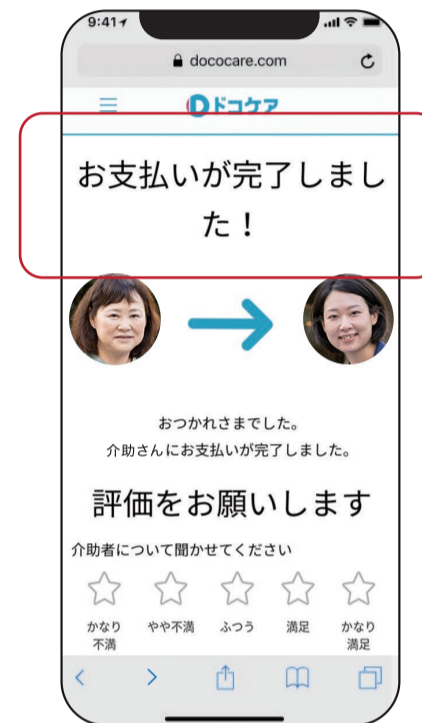 9:41
dococare.com
ドコケア
お支払いが完了しまし
た！
おつかれさまでした。
介助さんにお支払いが完了しました。
評価をお願いします
介助者について聞かせてください
かなり不満 やや不満 ふつう 満足 かなり満足